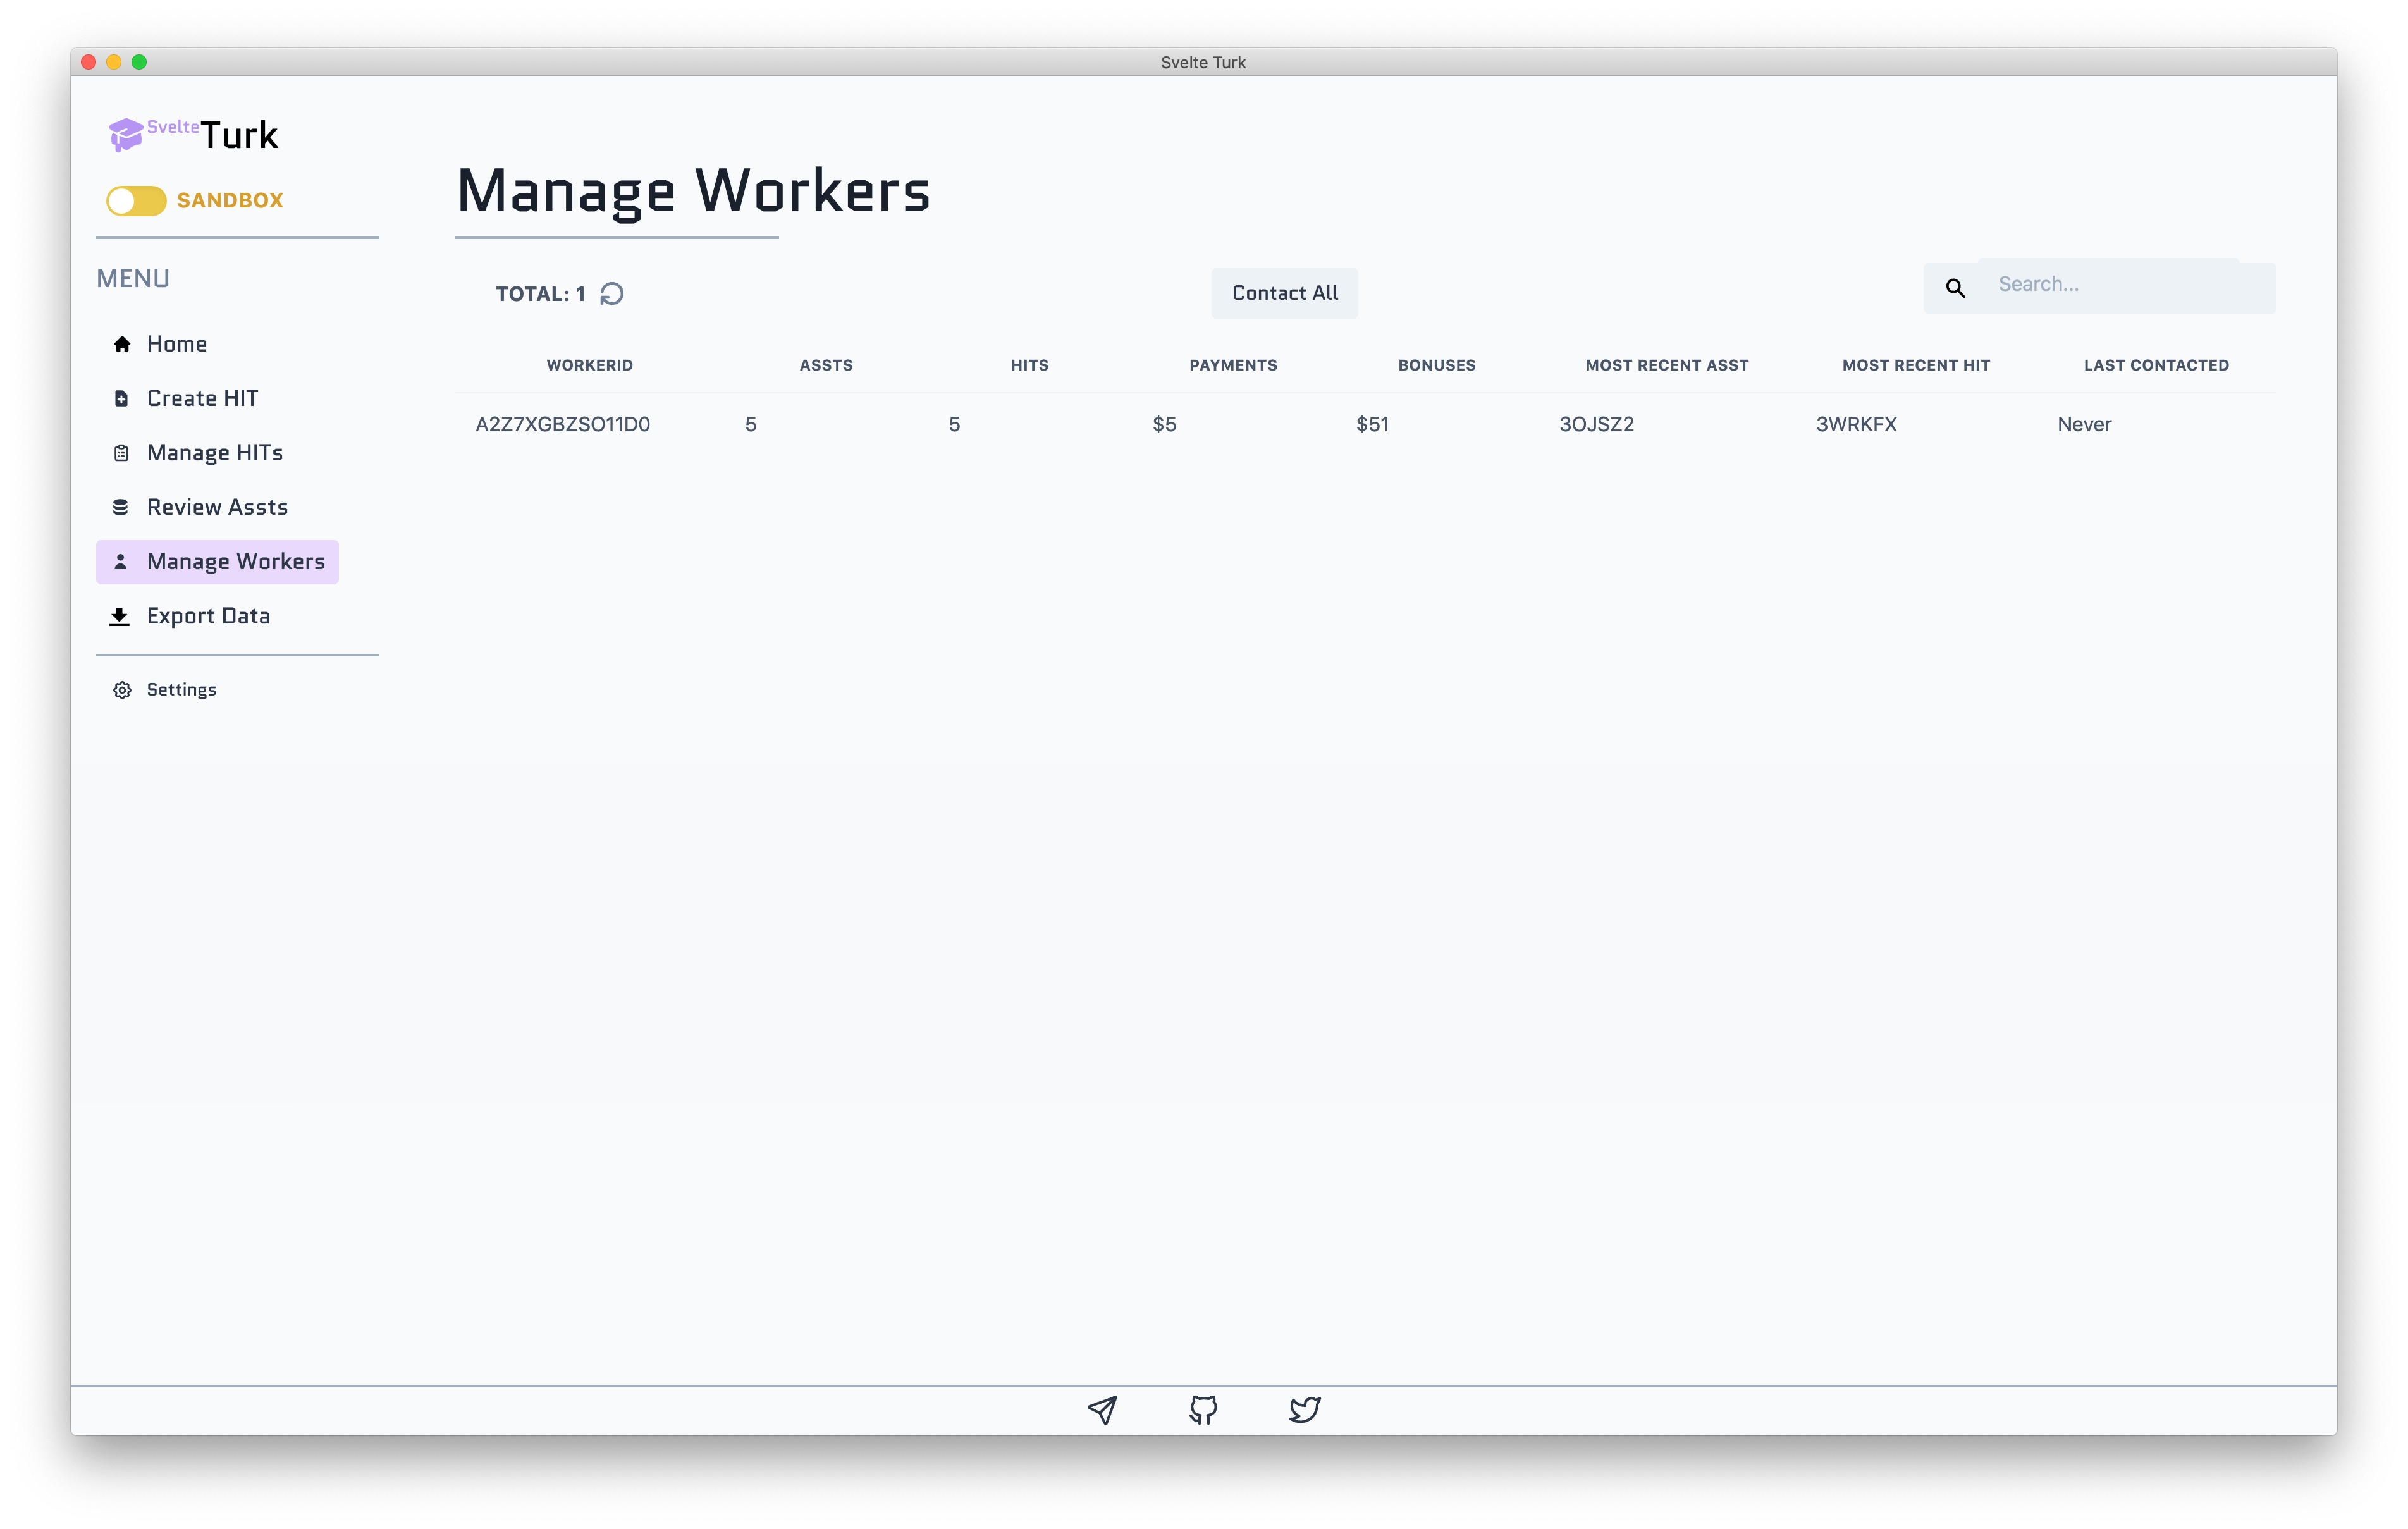 Svelte Turk
SvelteTurk
SANDBOX
MENU
Home
Create HIT
Manage HITs
Review Assts
Manage Workers
Export Data
Settings
Manage Workers
TOTAL: 1
Contact All
Search...
WORKERID ASSTS HITS PAYMENTS BONUSES MOST RECENT ASST MOST RECENT HIT LAST CONTACTED
A2Z7XGBZSO11D0 5 5 $5 $51 3OJSZ2 3WRKFX Never